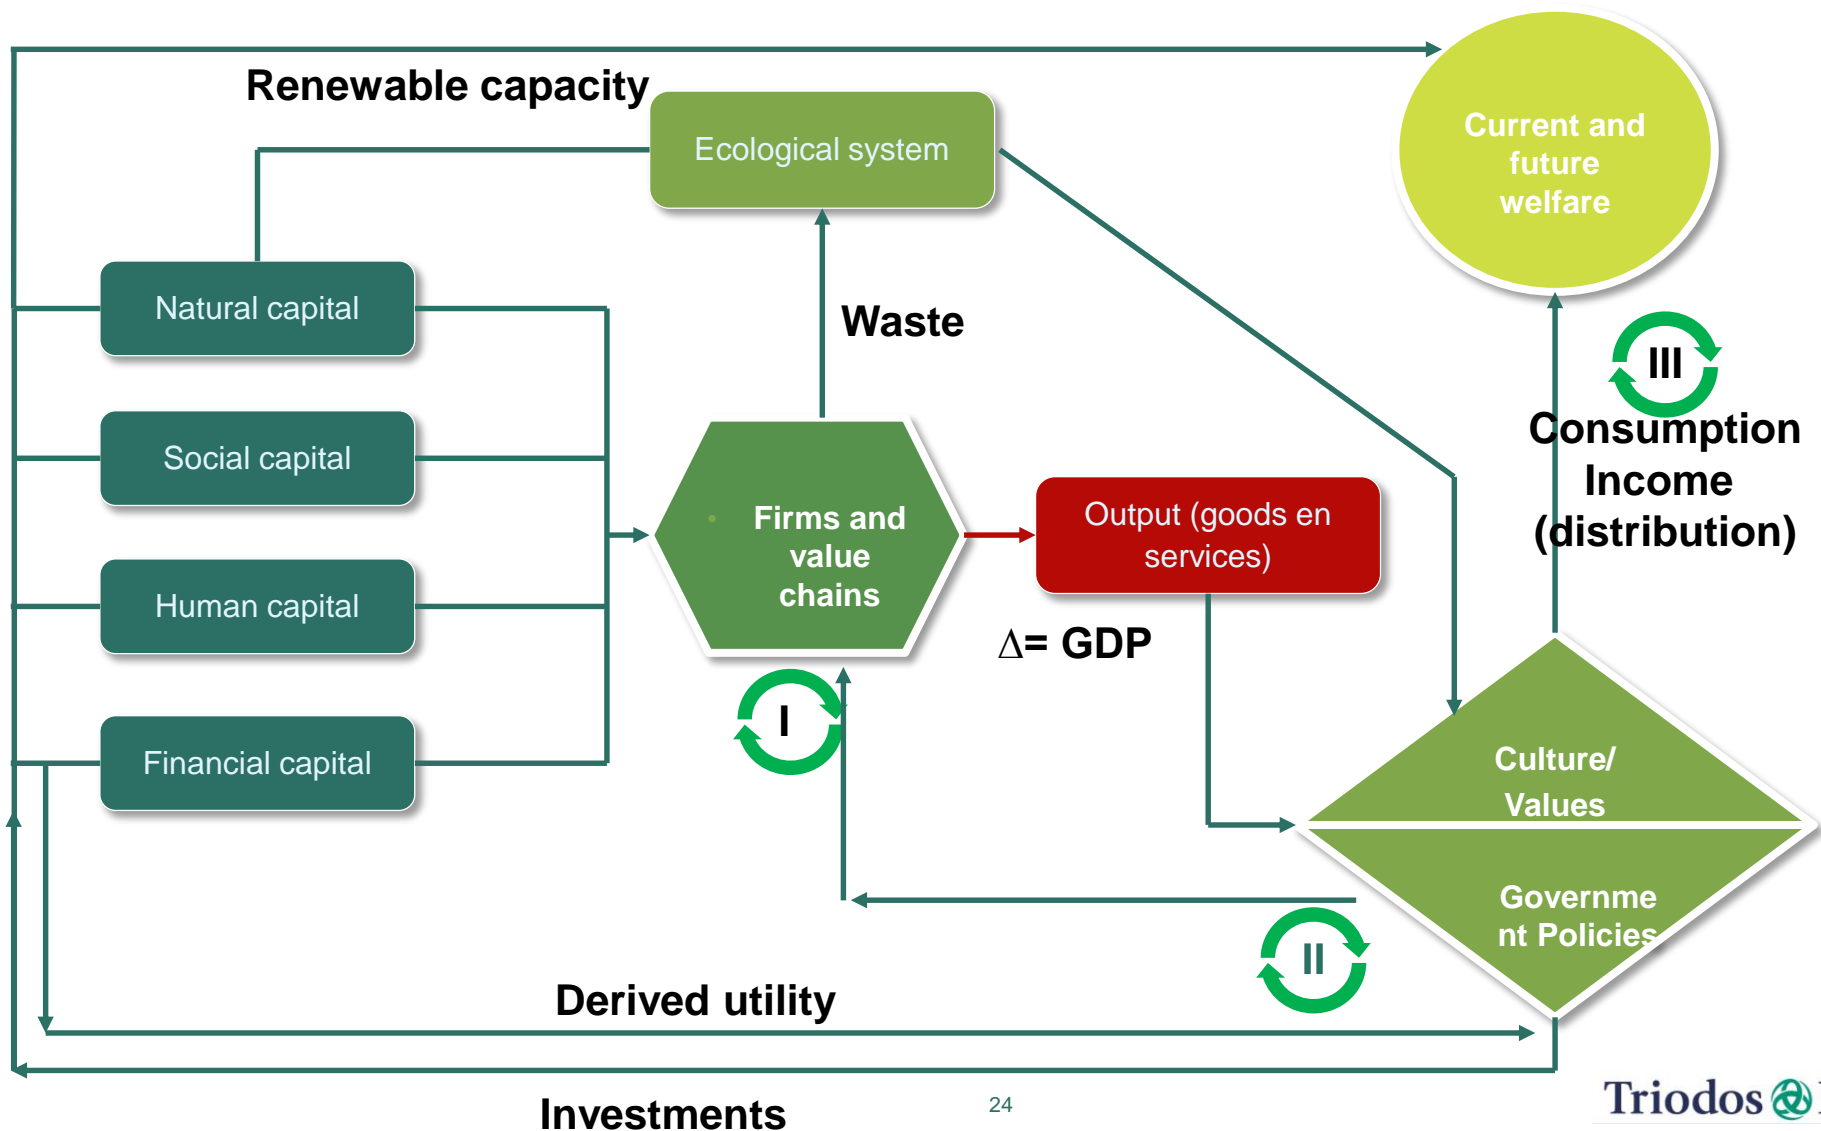 Renewable capacity
Ecological system
Current and
future
welfare
Natural capital
Waste
III
Consumption
Income
(distribution)
Social capital
Firms and
value
chains
Output (goods en
services)
Human capital
∆= GDP
I
Financial capital
Culture/
Values
Governme
nt Policies
II
Derived utility
Investments
24
Triodos